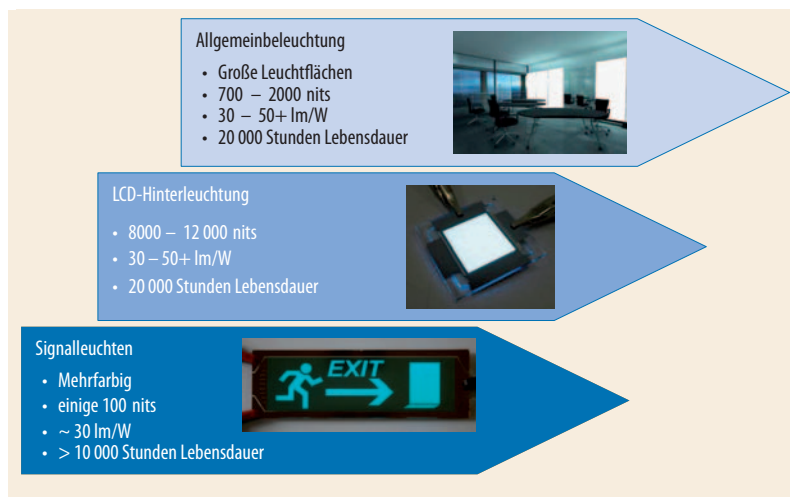 Allgemeinbeleuchtung
• Große Leuchtflächen
• 700 – 2000 nits
• 30 – 50+ lm/W
• 20 000 Stunden Lebensdauer
LCD-Hinterleuchtung
• 8000 – 12 000 nits
• 30 – 50+ lm/W
• 20 000 Stunden Lebensdauer
Signalleuchten
• Mehrfarbig
• einige 100 nits
• ~ 30 lm/W
• > 10 000 Stunden Lebensdauer
EXIT